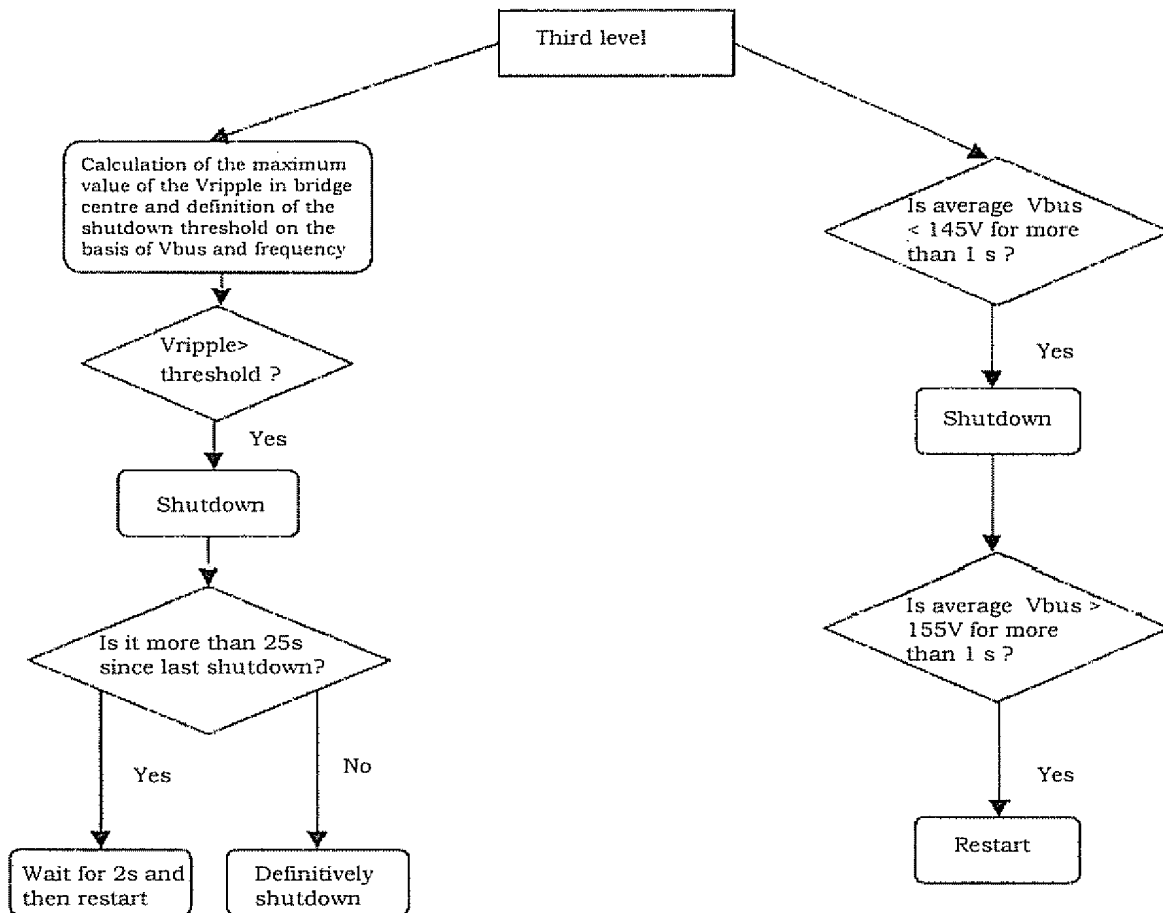 Third level
Calculation of the maximum
value of the Vripple in bridge
centre and definition of the
shutdown threshold on the
basis of Vbus and frequency
Vripple>
threshold ?
Yes
Shutdown
Is it more than 25s
since last shutdown?
Yes
No
Wait for 2s and
then restart
Definitively
shutdown
Is average Vbus
< 145V for more
than 1 s ?
Yes
Shutdown
Is average Vbus >
155V for more
than 1 s ?
Yes
Restart